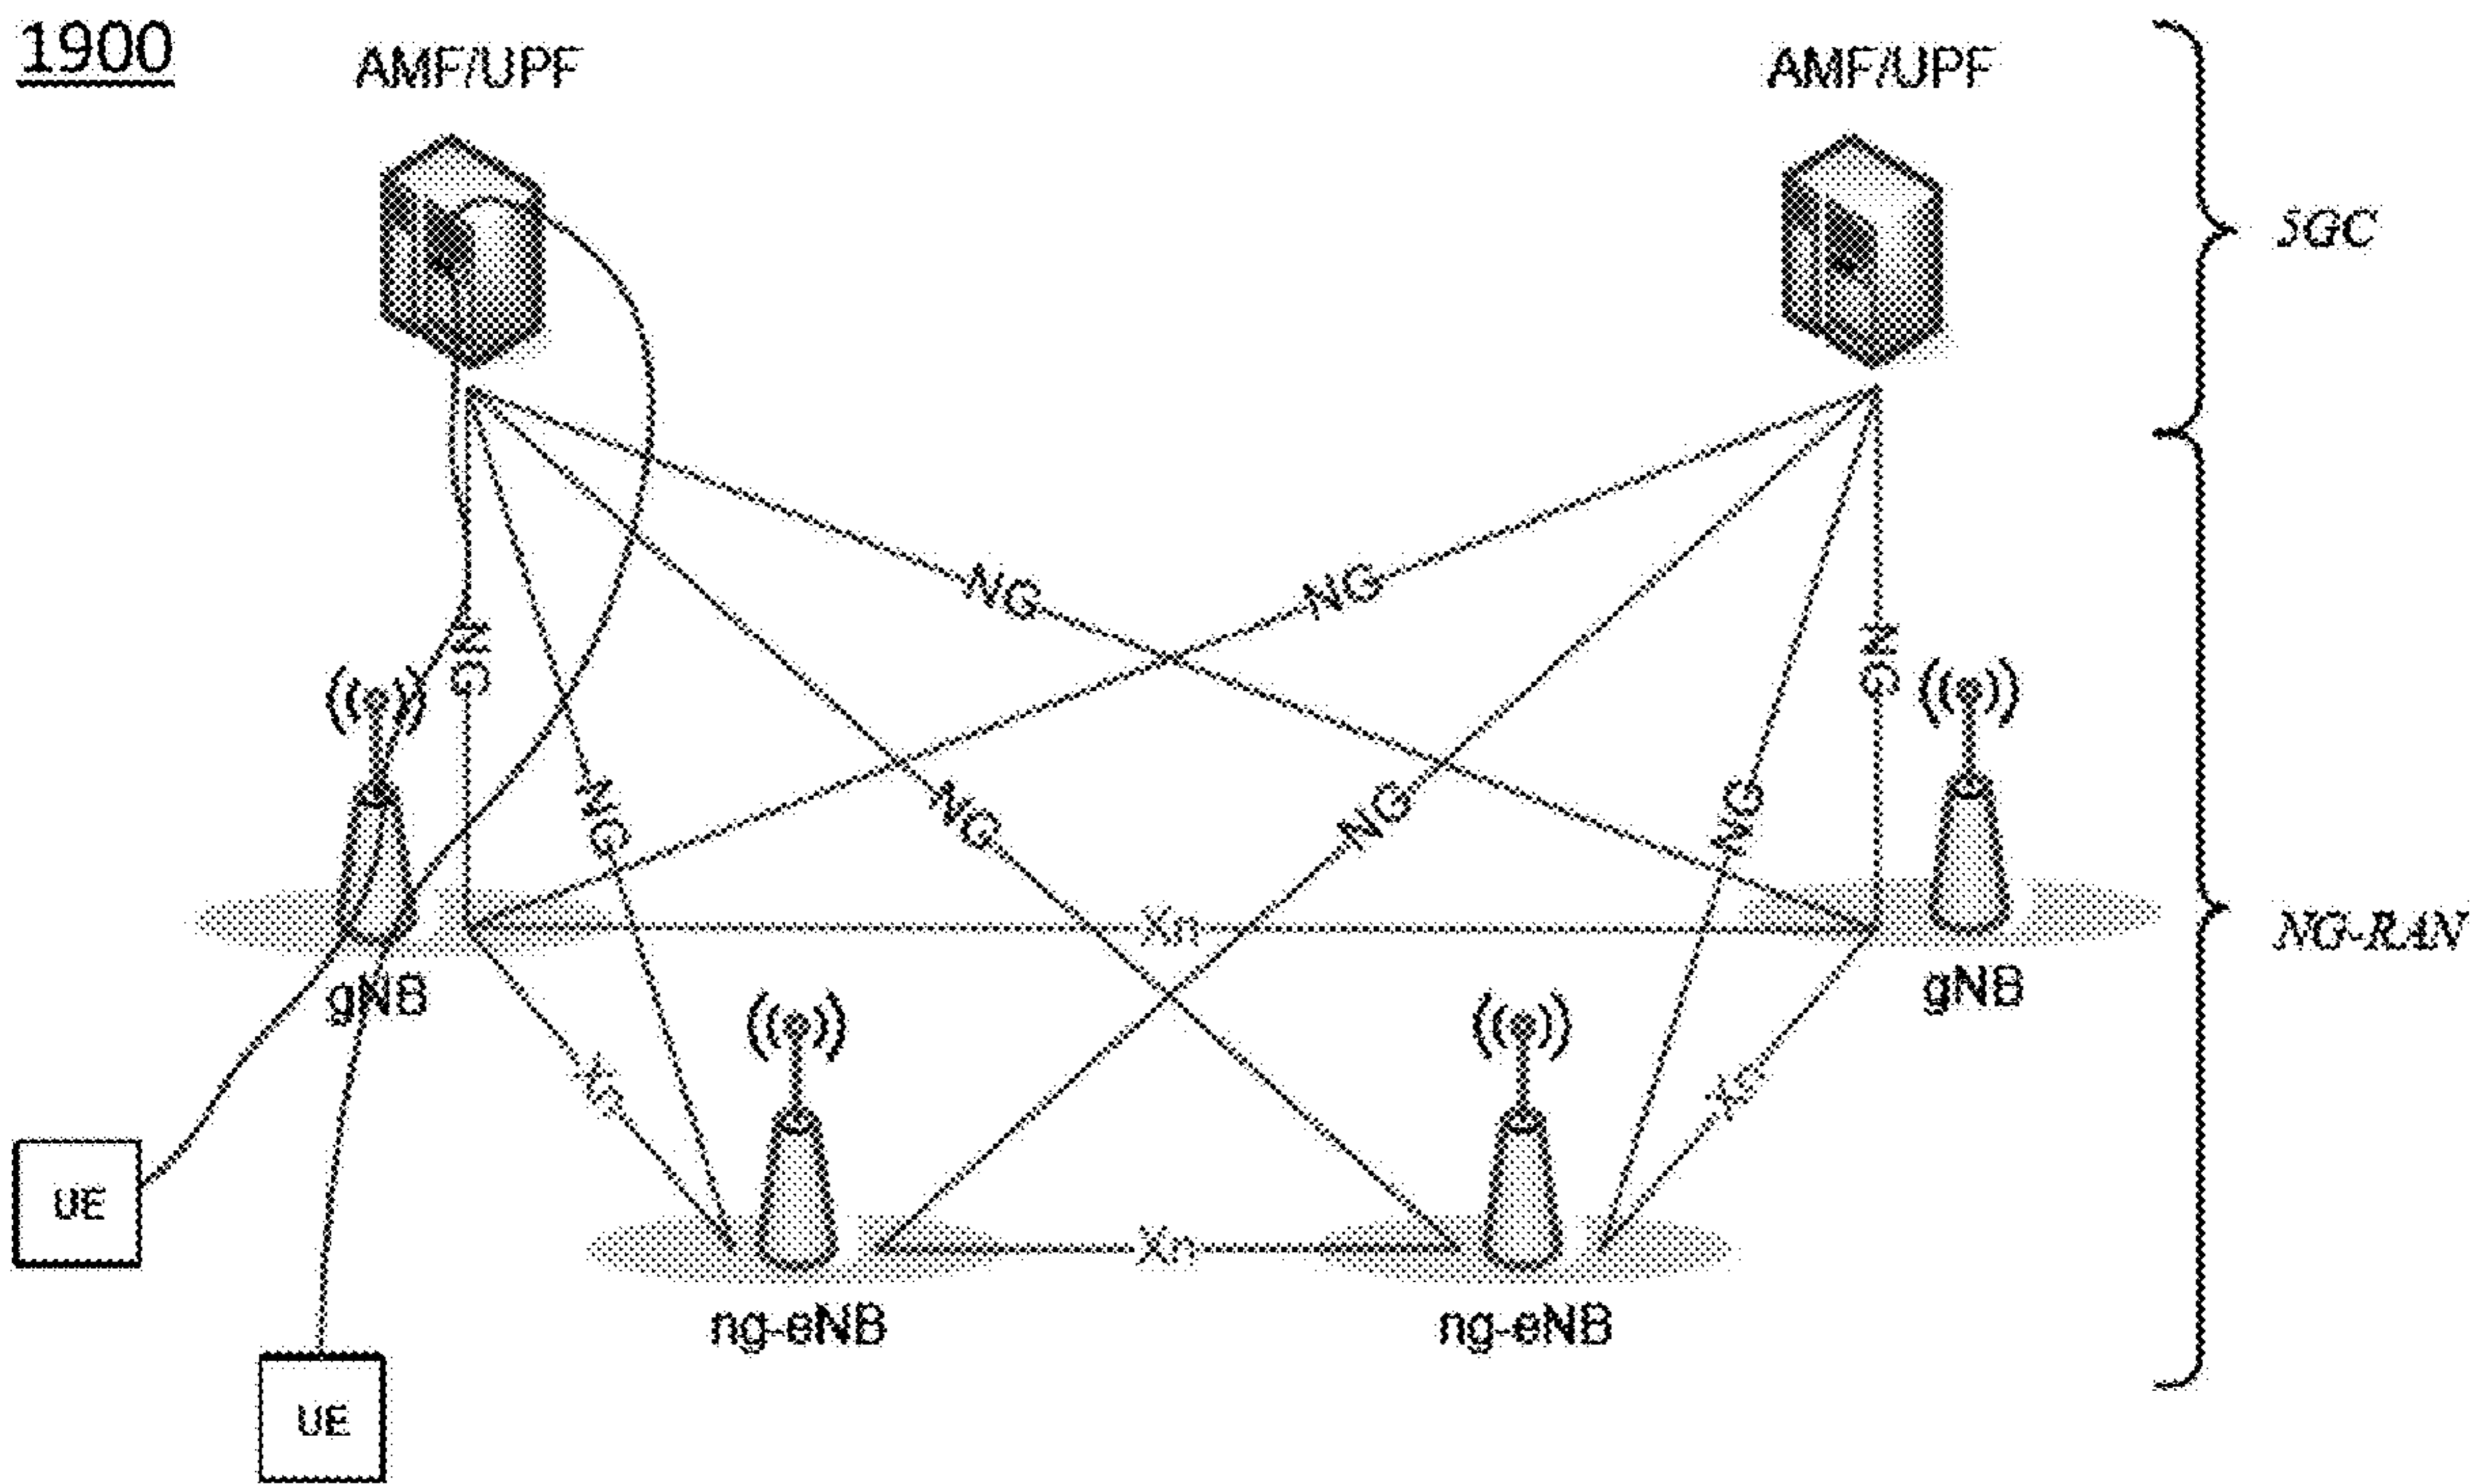 1900
AMF/UPF
AMF/UPF
5GC
NG
NG
NG
NG
NG
NG
NG
NG
Xn
NG-RAN
gNB
gNB
Xn
Xn
Xn
UE
ng-eNB
ng-eNB
UE